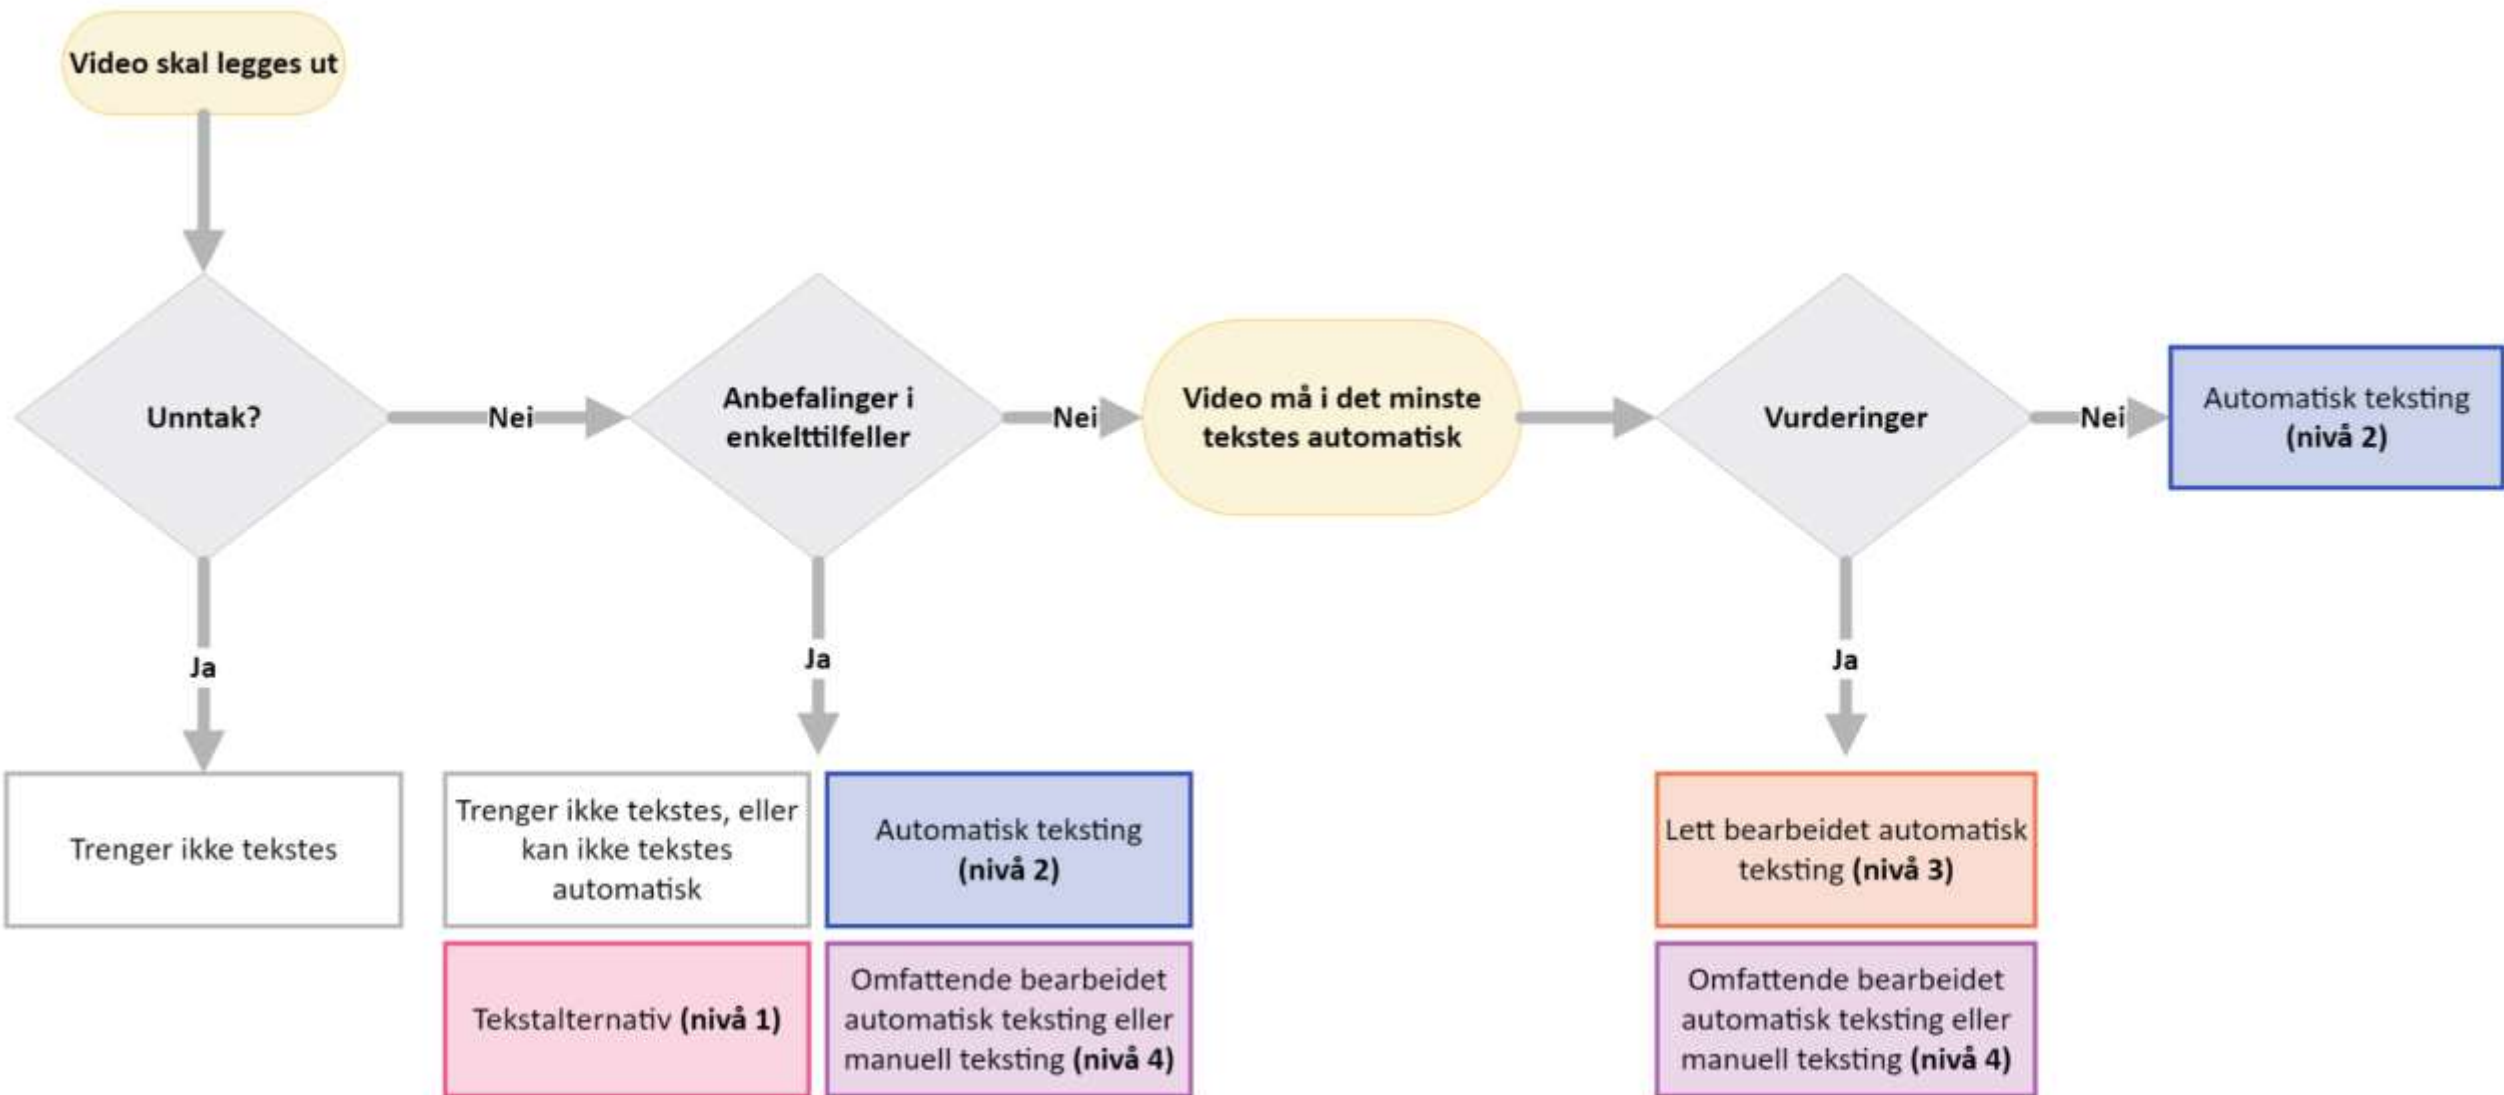 Video skal legges ut
Unntak?
Nei
Anbefalinger i
enkelttilfeller
Nei
Video må i det minste
tekstes automatisk
Vurderinger
Nei
Automatisk teksting
(nivå 2)
Ja
Ja
Ja
Trenger ikke tekstes
Trenger ikke tekstes, eller
kan ikke tekstes
automatisk
Automatisk teksting
(nivå 2)
Tekstalternativ (nivå 1)
Omfattende bearbeidet
automatisk teksting eller
manuell teksting (nivå 4)
Lett bearbeidet automatisk
teksting (nivå 3)
Omfattende bearbeidet
automatisk teksting eller
manuell teksting (nivå 4)